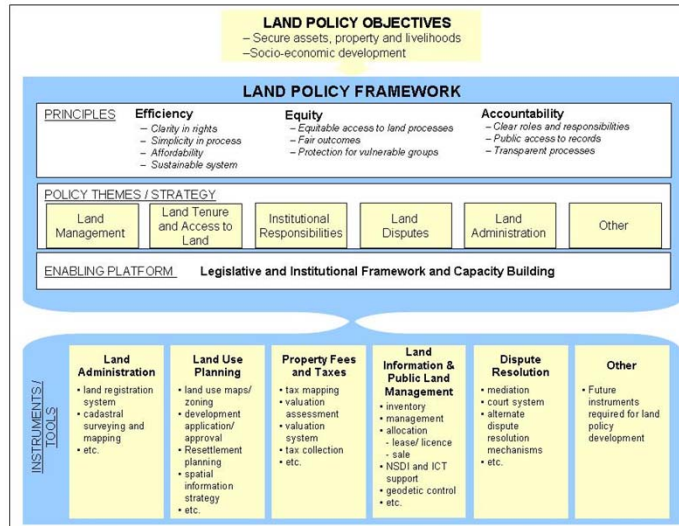 LAND POLICY OBJECTIVES
– Secure assets, property and livelihoods
–Socio-economic development
LAND POLICY FRAMEWORK
PRINCIPLES
Efficiency
– Clarity in rights
– Simplicity in process
– Affordability
– Sustainable system
Equity
– Equitable access to land processes
– Fair outcomes
– Protection for vulnerable groups
Accountability
– Clear roles and responsibilities
– Public access to records
– Transparent processes
POLICY THEMES / STRATEGY
Land
Management
Land Tenure
and Access to
Land
Institutional
Responsibilities
Land
Disputes
Land
Administration
Other
ENABLING PLATFORM
Legislative and Institutional Framework and Capacity Building
INSTRUMENTS /
TOOLS
Land
Administration
• land registration
system
• cadastral
surveying and
mapping
• etc.
Land Use
Planning
• land use maps/
zoning
• development
application/
approval
• Resettlement
planning
• spatial
information
strategy
• etc.
Property Fees
and Taxes
• tax mapping
• valuation
assessment
• valuation
system
• tax collection
• etc.
Land
Information &
Public Land
Management
• inventory
• management
• allocation
- lease/ licence
- sale
• NSDI and ICT
support
• geodetic control
• etc.
Dispute
Resolution
• mediation
• court system
• alternate
dispute
resolution
mechanisms
• etc.
Other
• Future
instruments
required for land
policy
development